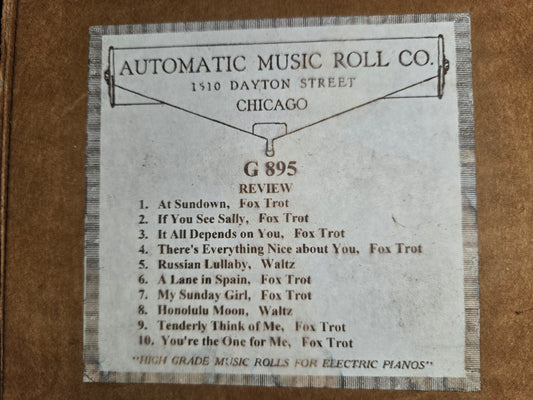 AUTOMATIC MUSIC ROLL CO.
1510 DAYTON STREET
CHICAGO
G 895
REVIEW
1. At Sundown, Fox Trot
2. If You See Sally, Fox Trot
3. It All Depends on You, Fox Trot
4. There's Everything Nice about You, Fox Trot
5. Russian Lullaby, Waltz
6. A Lane in Spain, Fox Trot
7. My Sunday Girl, Fox Trot
8. Honolulu Moon, Waltz
9. Tenderly Think of Me, Fox Trot
10. You're the One for Me, Fox Trot
"HIGH GRADE MUSIC ROLLS FOR ELECTRIC PIANOS"